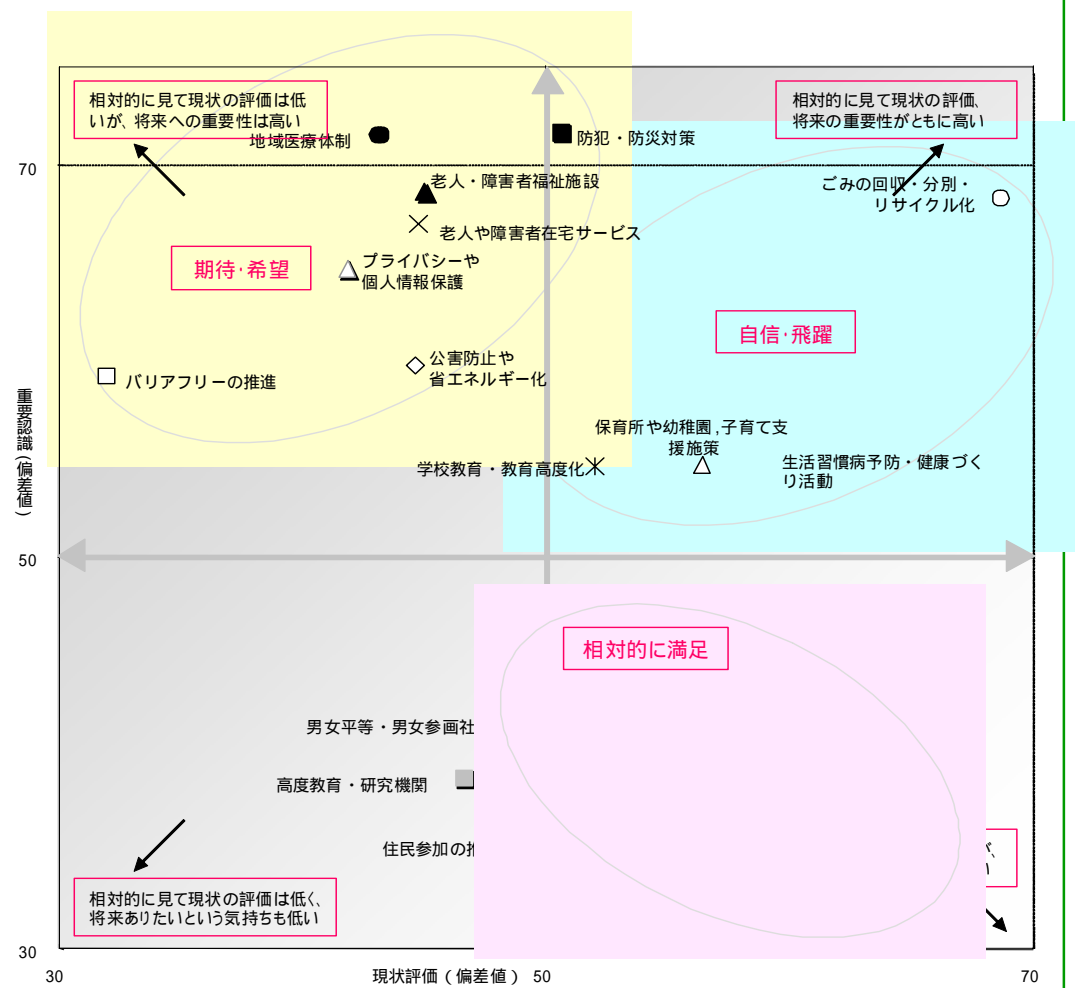 相対的に見て現状の評価は低
いが、将来への重要性は高い
相対的に見て現状の評価、
将来の重要性がともに高い
地域医療体制
防犯・防災対策
70
老人・障害者福祉施設
ごみの回収・分別・
リサイクル化
老人や障害者在宅サービス
プライバシーや
個人情報保護
期待・希望
自信・飛躍
公害防止や
省エネルギー化
バリアフリーの推進
重要認識(偏差値)
保育所や幼稚園,子育て支
援施策
学校教育・教育高度化
生活習慣病予防・健康づく
り活動
50
相対的に満足
男女平等・男女参画社
高度教育・研究機関
住民参加の
相対的に見て現状の評価は低く、
将来ありたいという気持ちも低い
30
30
現状評価(偏差値)
50
70